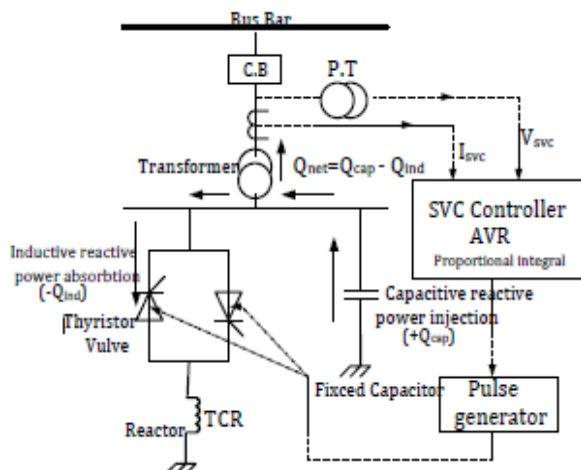 Bus Bar
C.B
P.T
Transformer
Qnet=Qcap - Qind
Isvc
Vsvc
SVC Controller
AVR
Proportional integral
Inductive reactive
power absorbtion
(-Qind)
Thyristor
Vulve
Capacitive reactive
power injection
(+Qcap)
Fixced Capacitor
Reactor
TCR
Pulse
generator